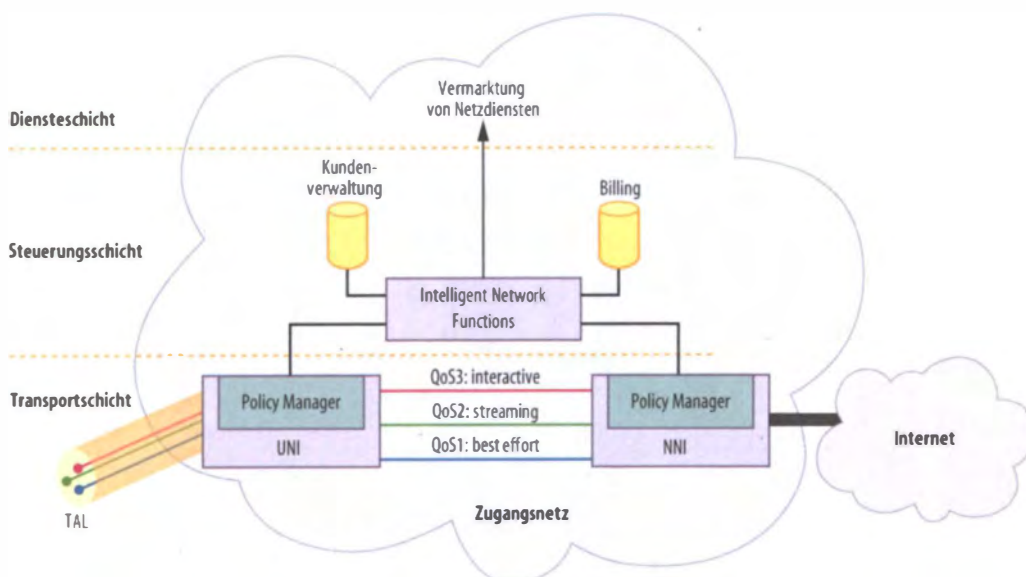 Vermarktung
von Netzdiensten
Diensteschicht
Kunden-
verwaltung
Billing
Steuerungsschicht
Intelligent Network
Functions
Transportschicht
Policy Manager
UNI
QoS3: interactive
QoS2: streaming
QoS1: best effort
Policy Manager
NNI
Internet
TAL
Zugangsnetz